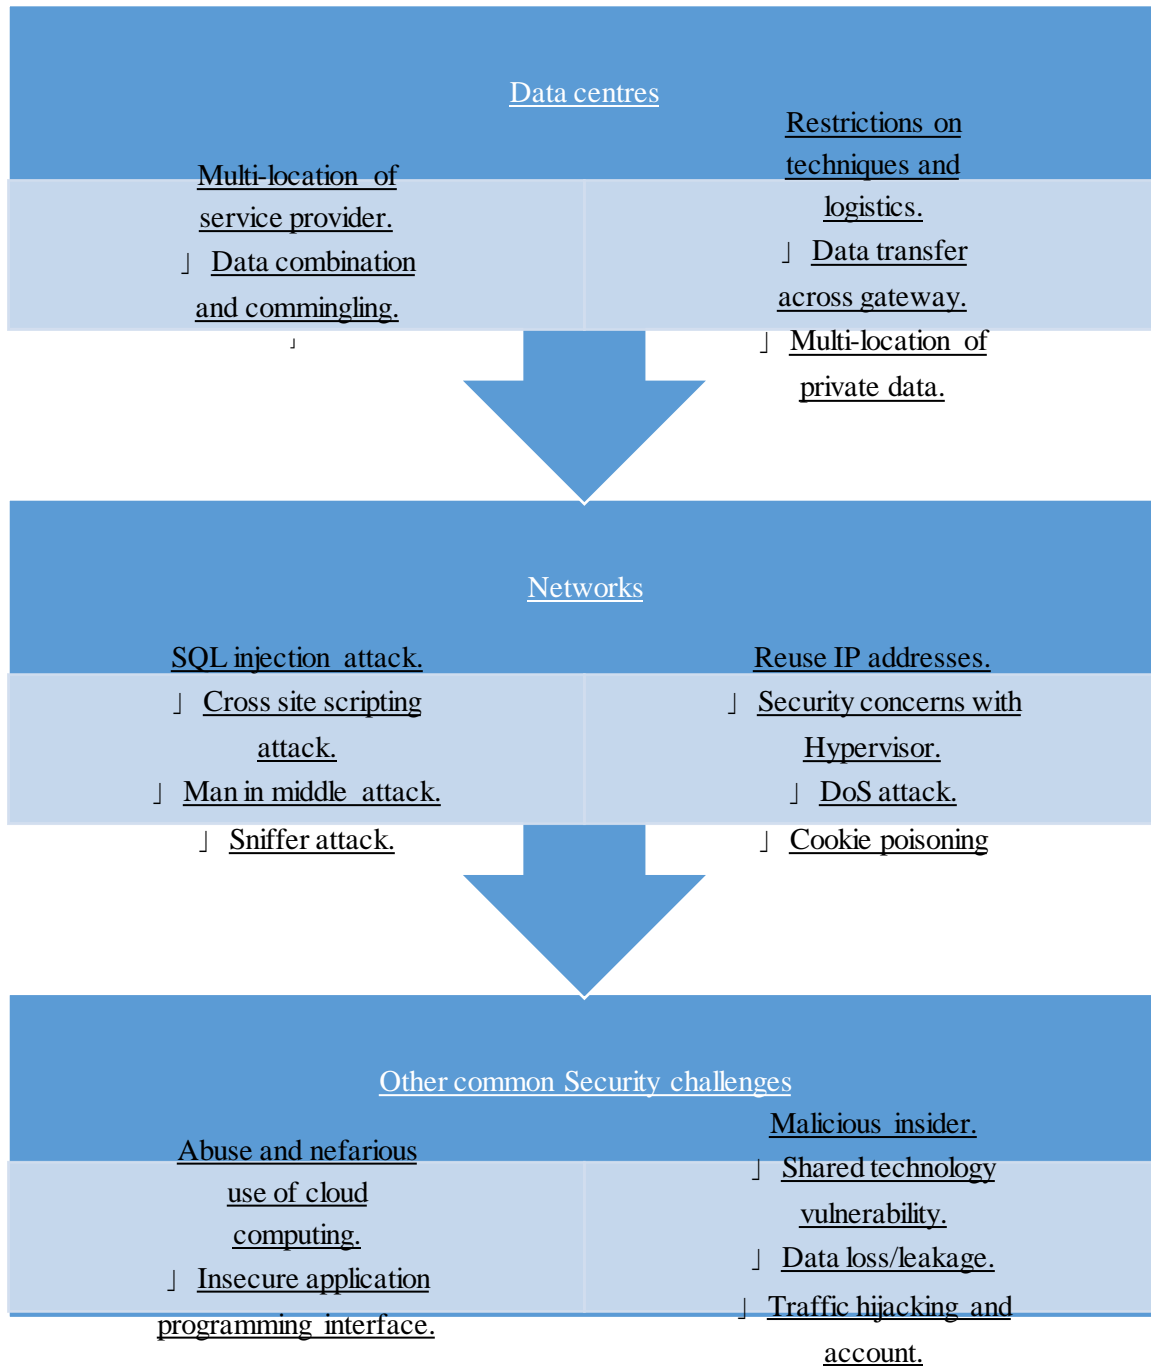 Data centres
Multi-location of
service provider.
」 Data combination
and commingling.
」
Restrictions on
techniques and
logistics.
」 Data transfer
across gateway.
」 Multi-location of
private data.
Networks
SQL injection attack.
」 Cross site scripting
attack.
」 Man in middle attack.
」 Sniffer attack.
Reuse IP addresses.
」 Security concerns with
Hypervisor.
」 DoS attack.
」 Cookie poisoning
Other common Security challenges
Abuse and nefarious
use of cloud
computing.
」 Insecure application
programming interface.
Malicious insider.
」 Shared technology
vulnerability.
」 Data loss/leakage.
」 Traffic hijacking and
account.